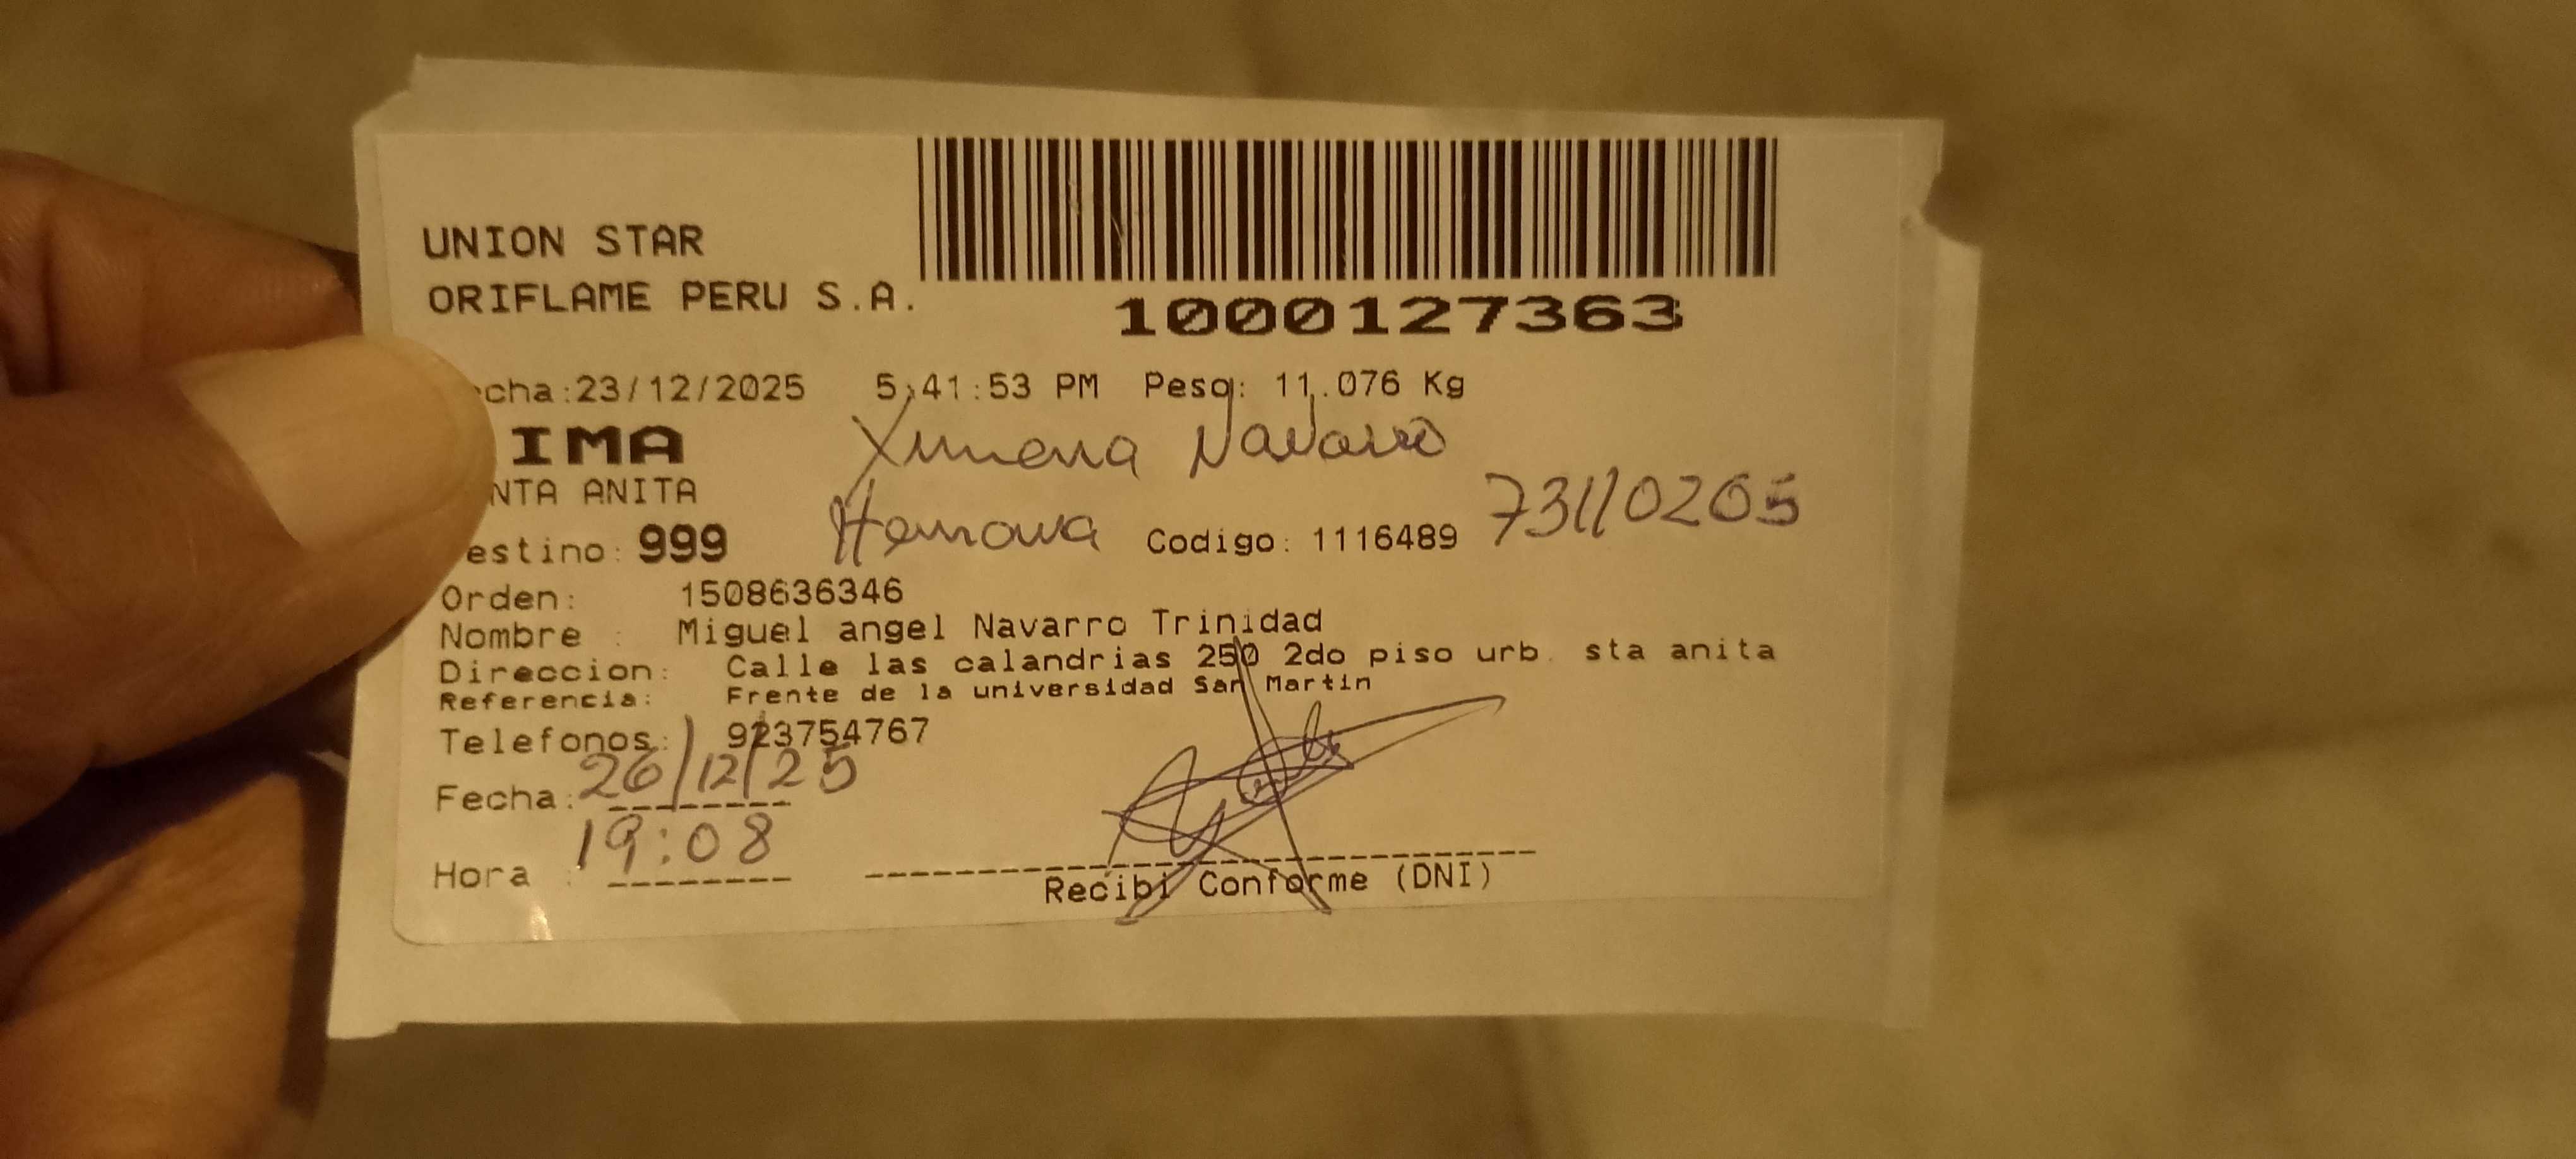 UNION STAR
ORIFLAME PERU S.A.
1000127363
echa:23/12/2025 5:41:53 PM Peso: 11.076 Kg
IMA
Ximena Navarro
NTA ANITA
73110205
estino: 999
Hermana
Codigo: 1116489
Orden: 1508636346
Nombre : Miguel angel Navarro Trinidad
Direccion: Calle las calandrias 250 2do piso urb. sta anita
Referencia: Frente de la universidad San Martin
Telefonos: 923754767
Fecha: 26/12/25
Hora : 19:08
Recibi Conforme (DNI)